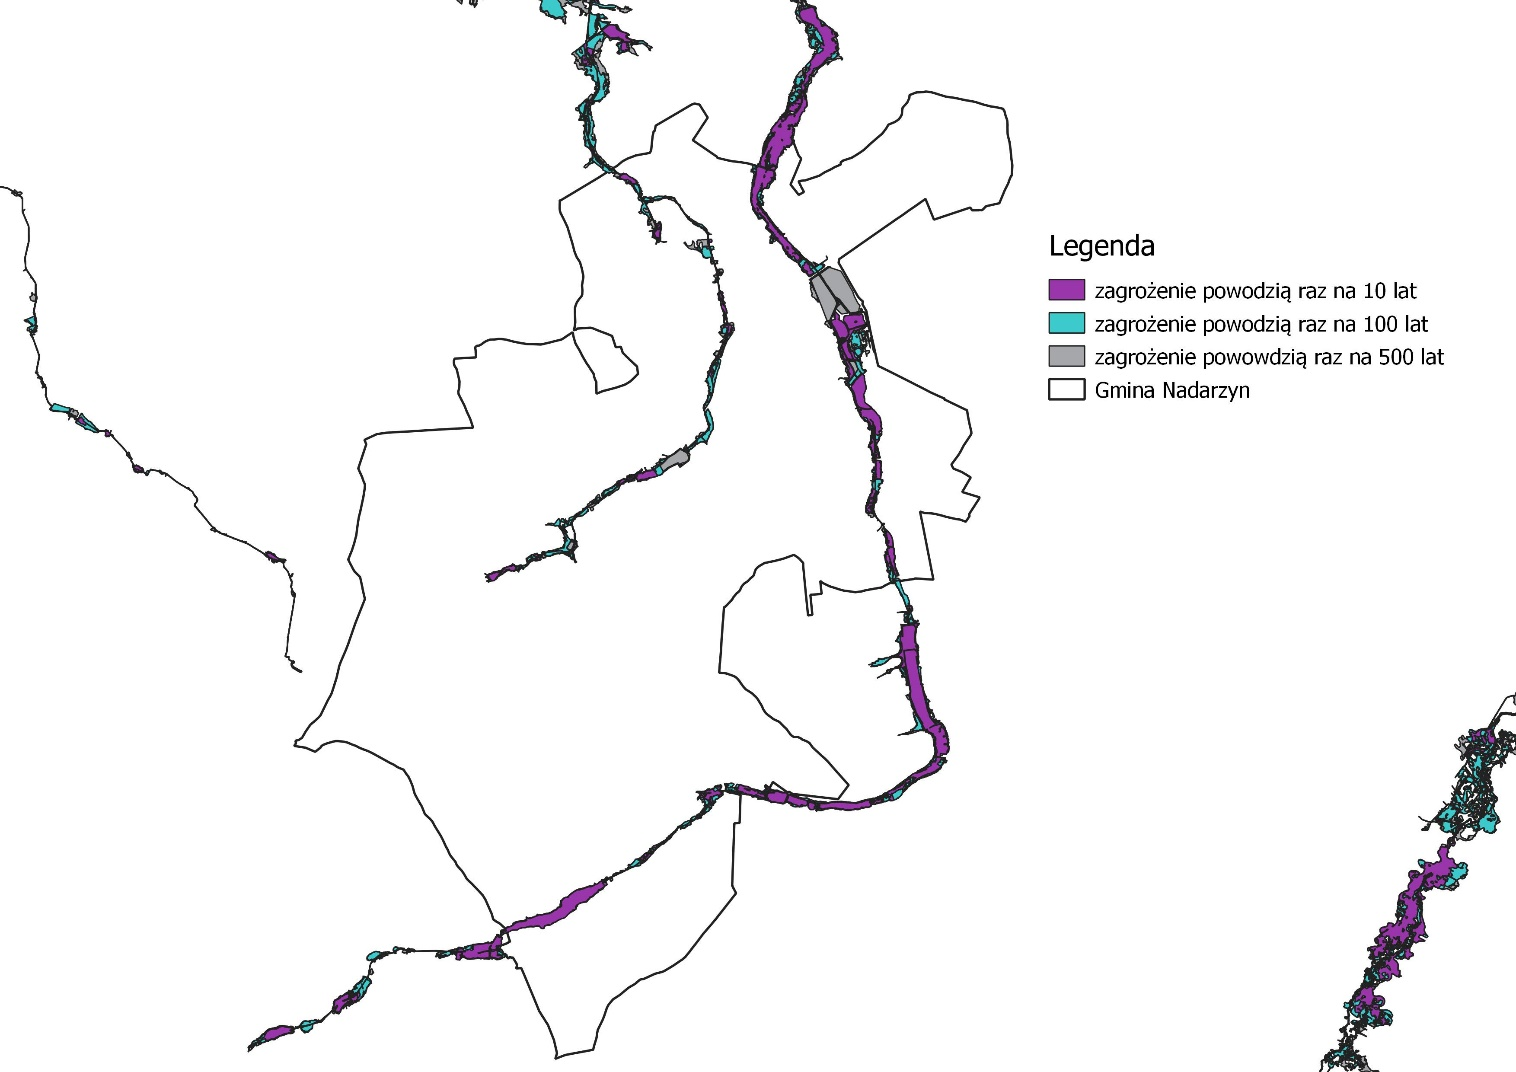 Legenda
zagrożenie powodzią raz na 10 lat
zagrożenie powodzią raz na 100 lat
zagrożenie powowdzią raz na 500 lat
Gmina Nadarzyn